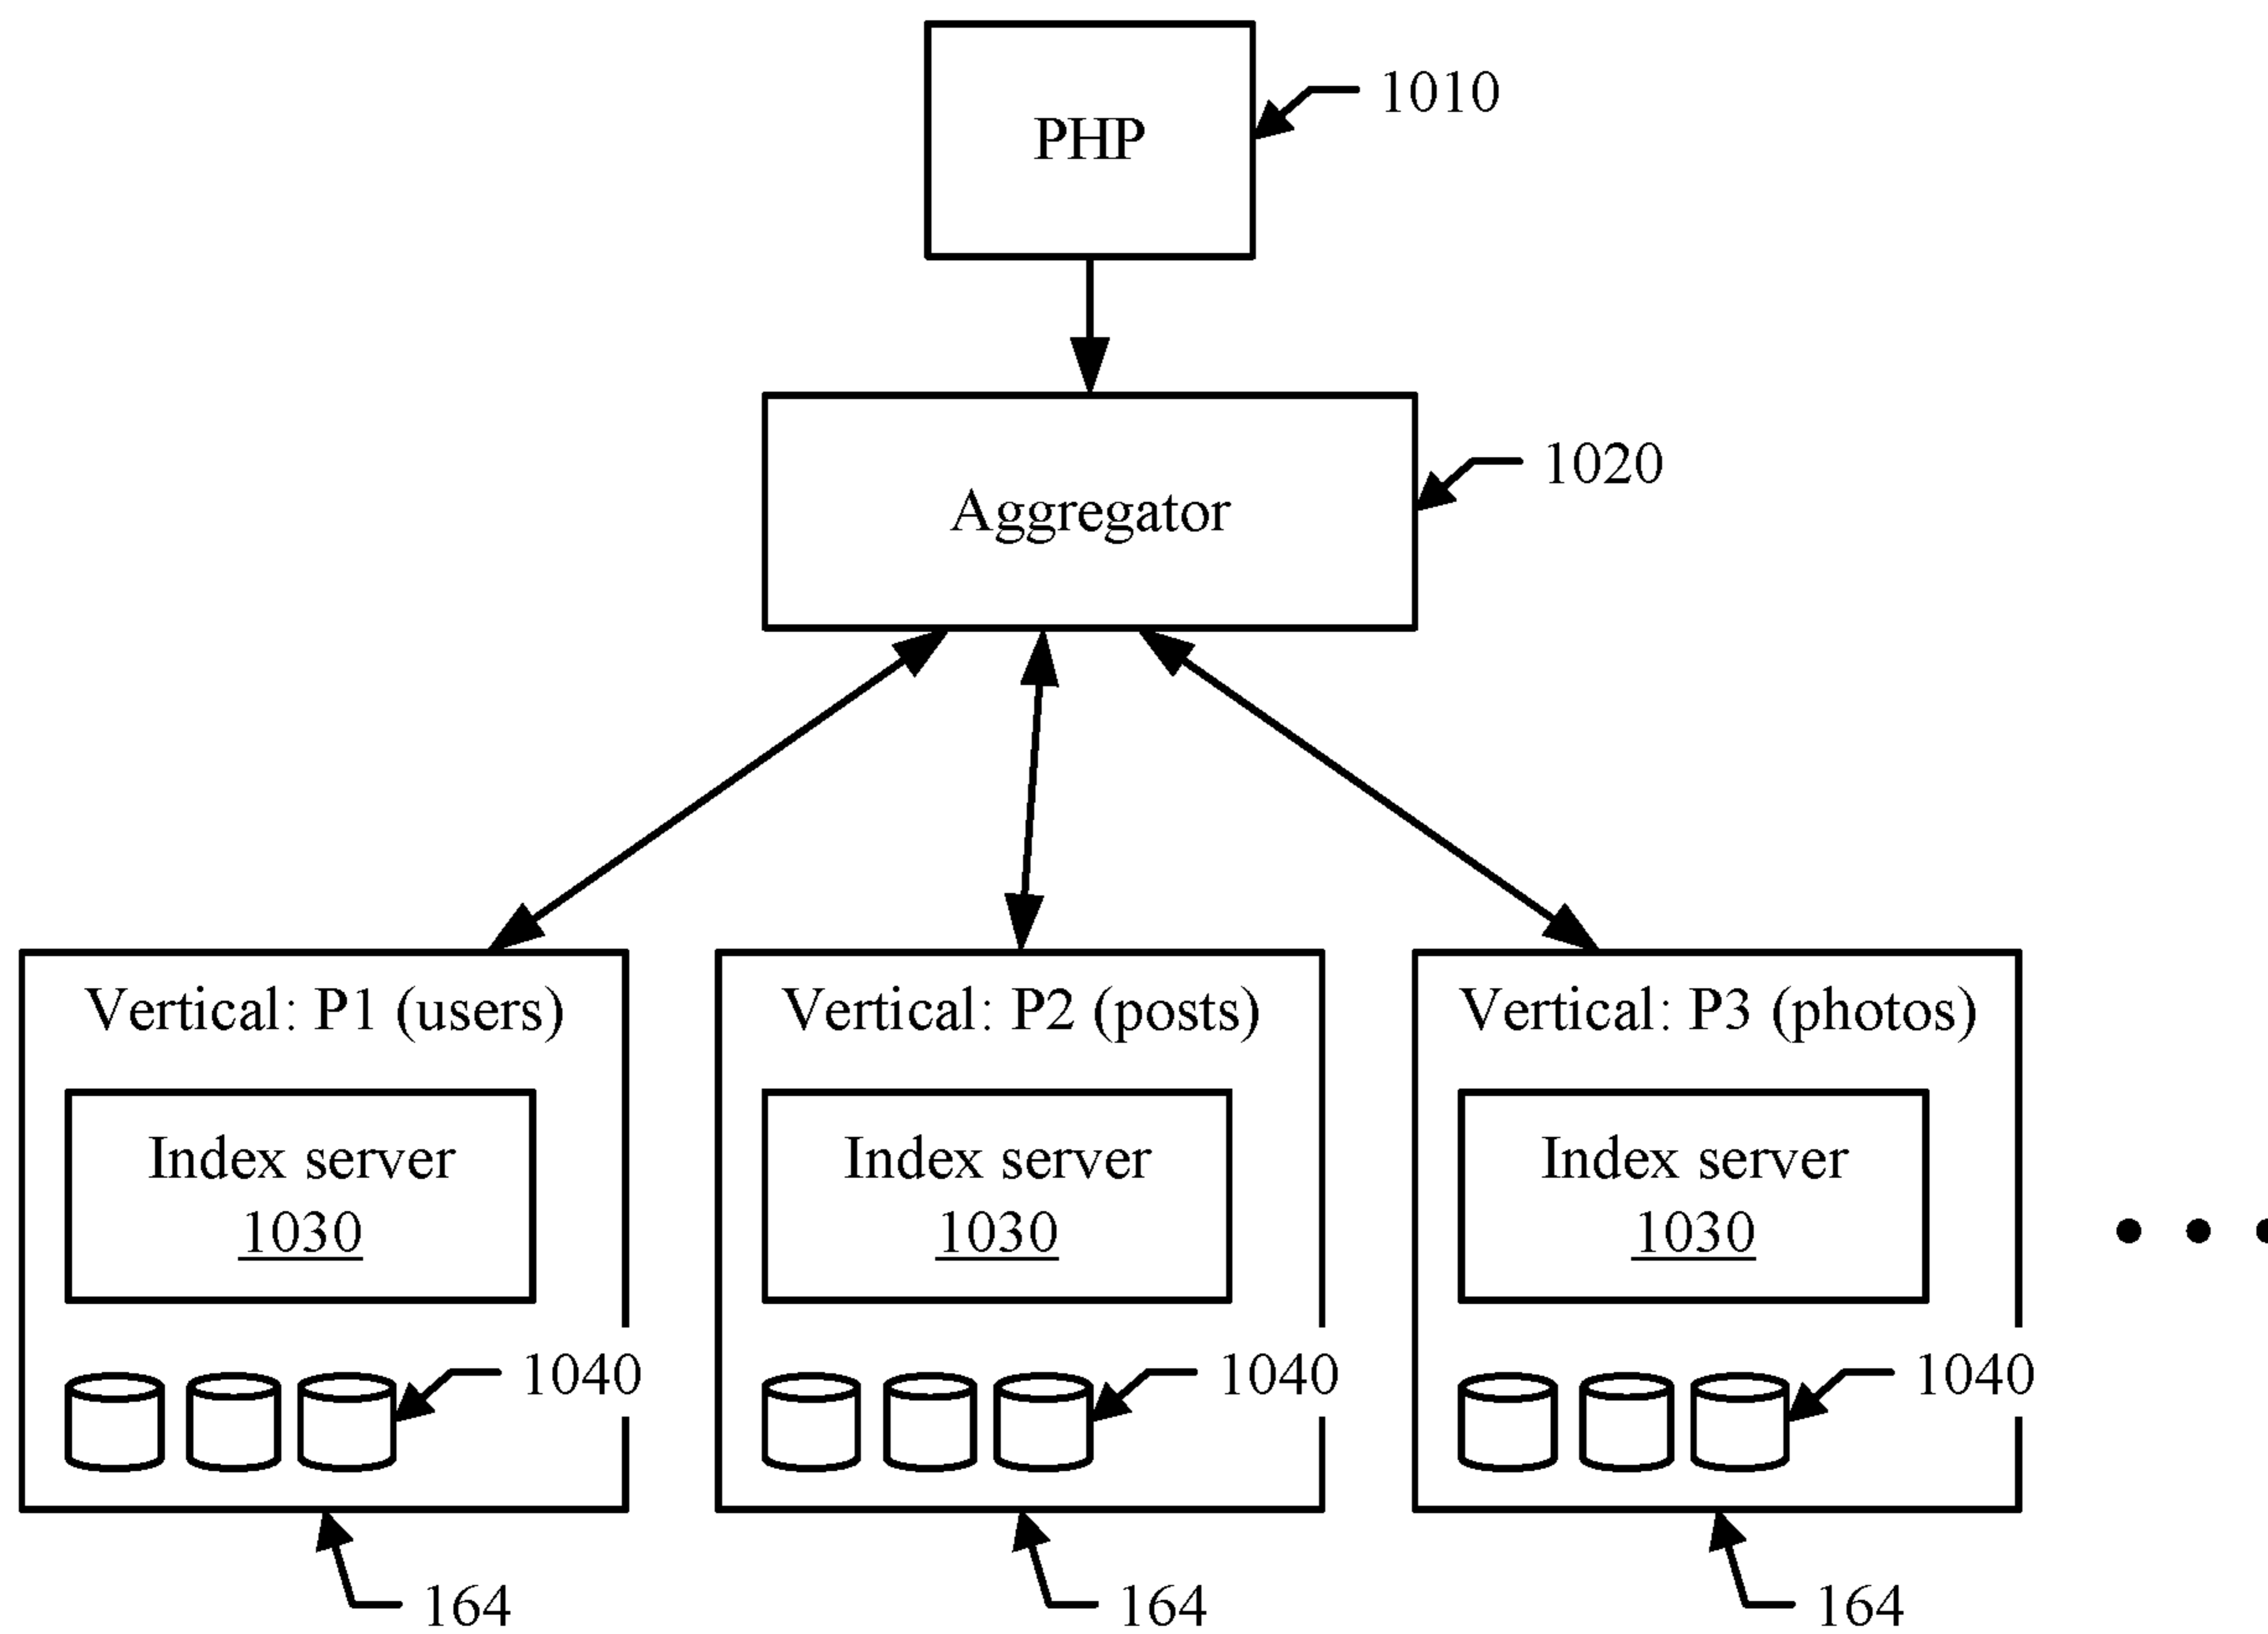 PHP
1010
Aggregator
1020
Vertical: P1 (users)
Index server
1030
1040
164
Vertical: P2 (posts)
Index server
1030
1040
164
Vertical: P3 (photos)
Index server
1030
1040
164